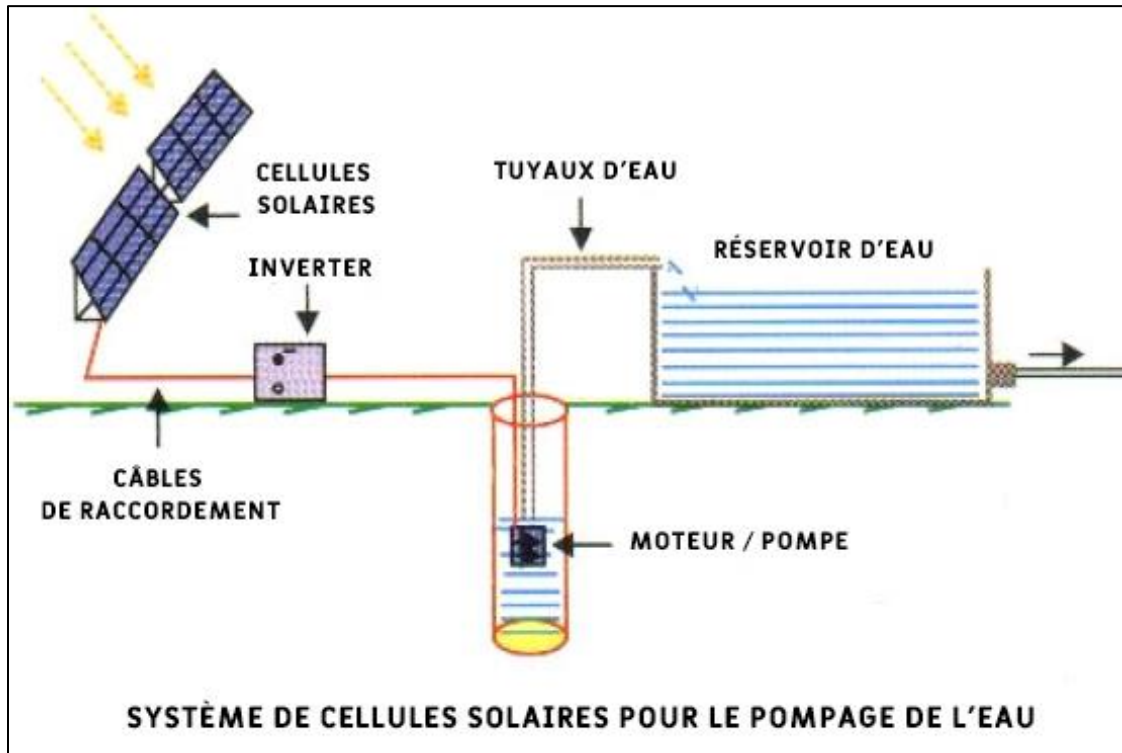 CELLULES
SOLAIRES
TUYAUX D'EAU
RÉSERVOIR D'EAU
INVERTER
CÂBLES
DE RACCORDEMENT
MOTEUR / POMPE
SYSTÈME DE CELLULES SOLAIRES POUR LE POMPAGE DE L'EAU